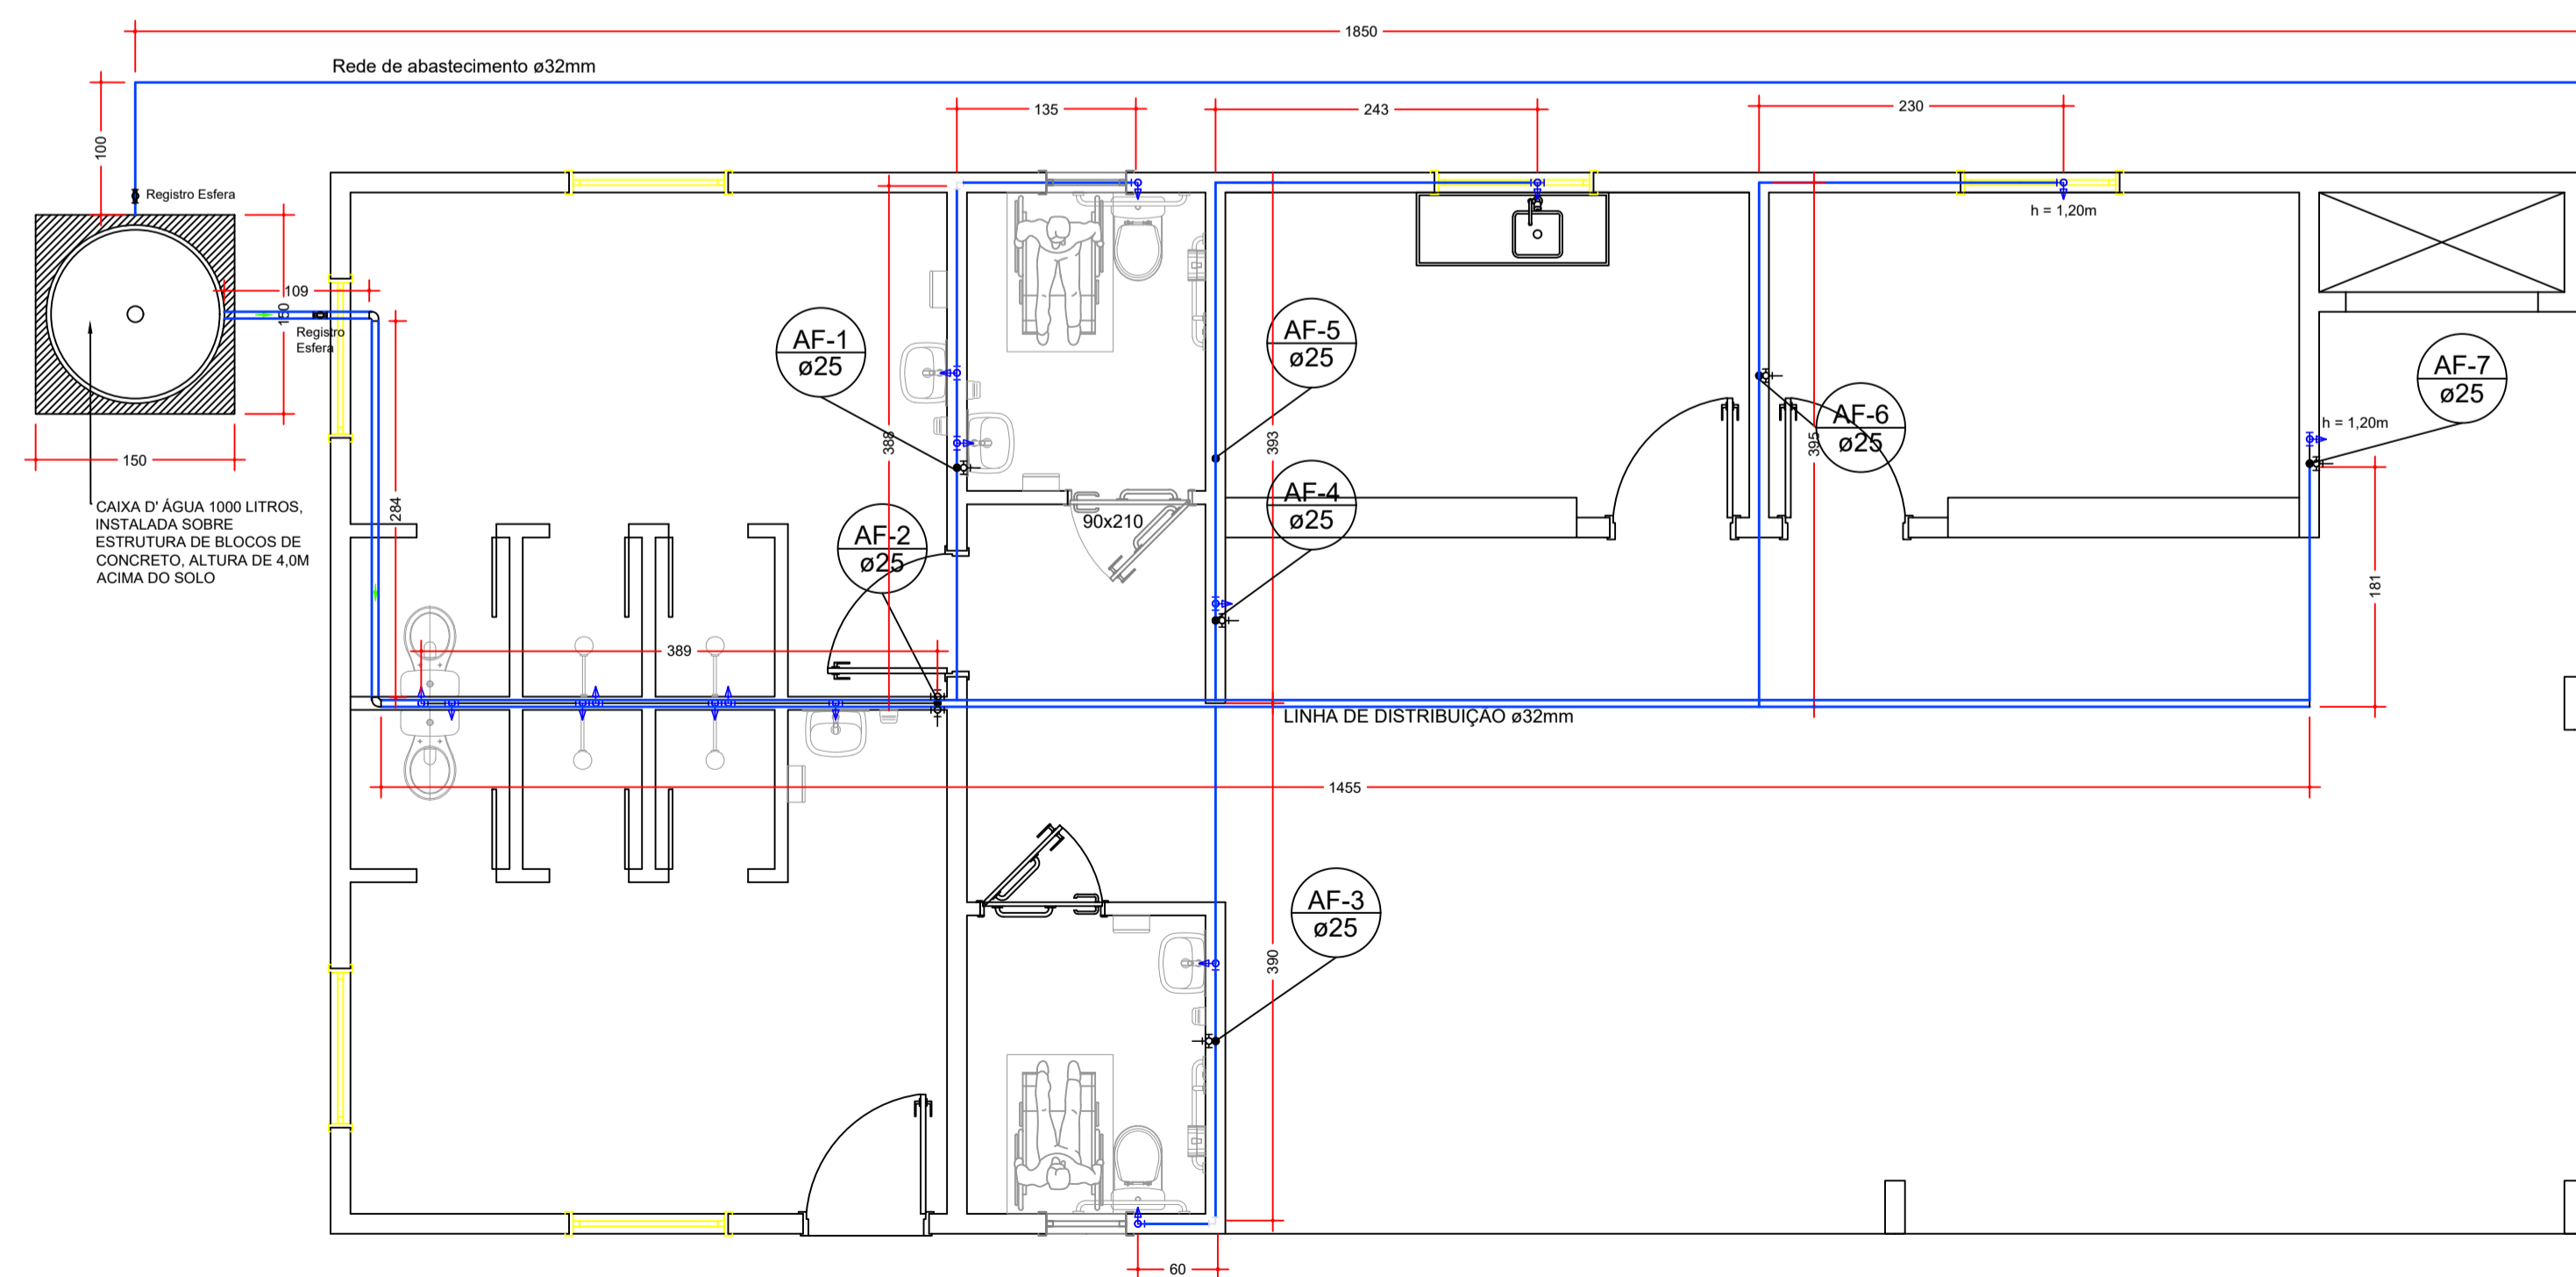 1850
Rede de abastecimento ø32mm
100
135
243
230
Registro Esfera
h = 1,20m
109
150
Registro
Esfera
AF-1
ø25
AF-5
ø25
AF-6
ø25
AF-7
ø25
h = 1,20m
388
393
395
150
284
CAIXA D' ÁGUA 1000 LITROS,
INSTALADA SOBRE
ESTRUTURA DE BLOCOS DE
CONCRETO, ALTURA DE 4,0M
ACIMA DO SOLO
AF-2
ø25
90x210
AF-4
ø25
181
389
LINHA DE DISTRIBUIÇÃO ø32mm
1455
AF-3
ø25
390
60